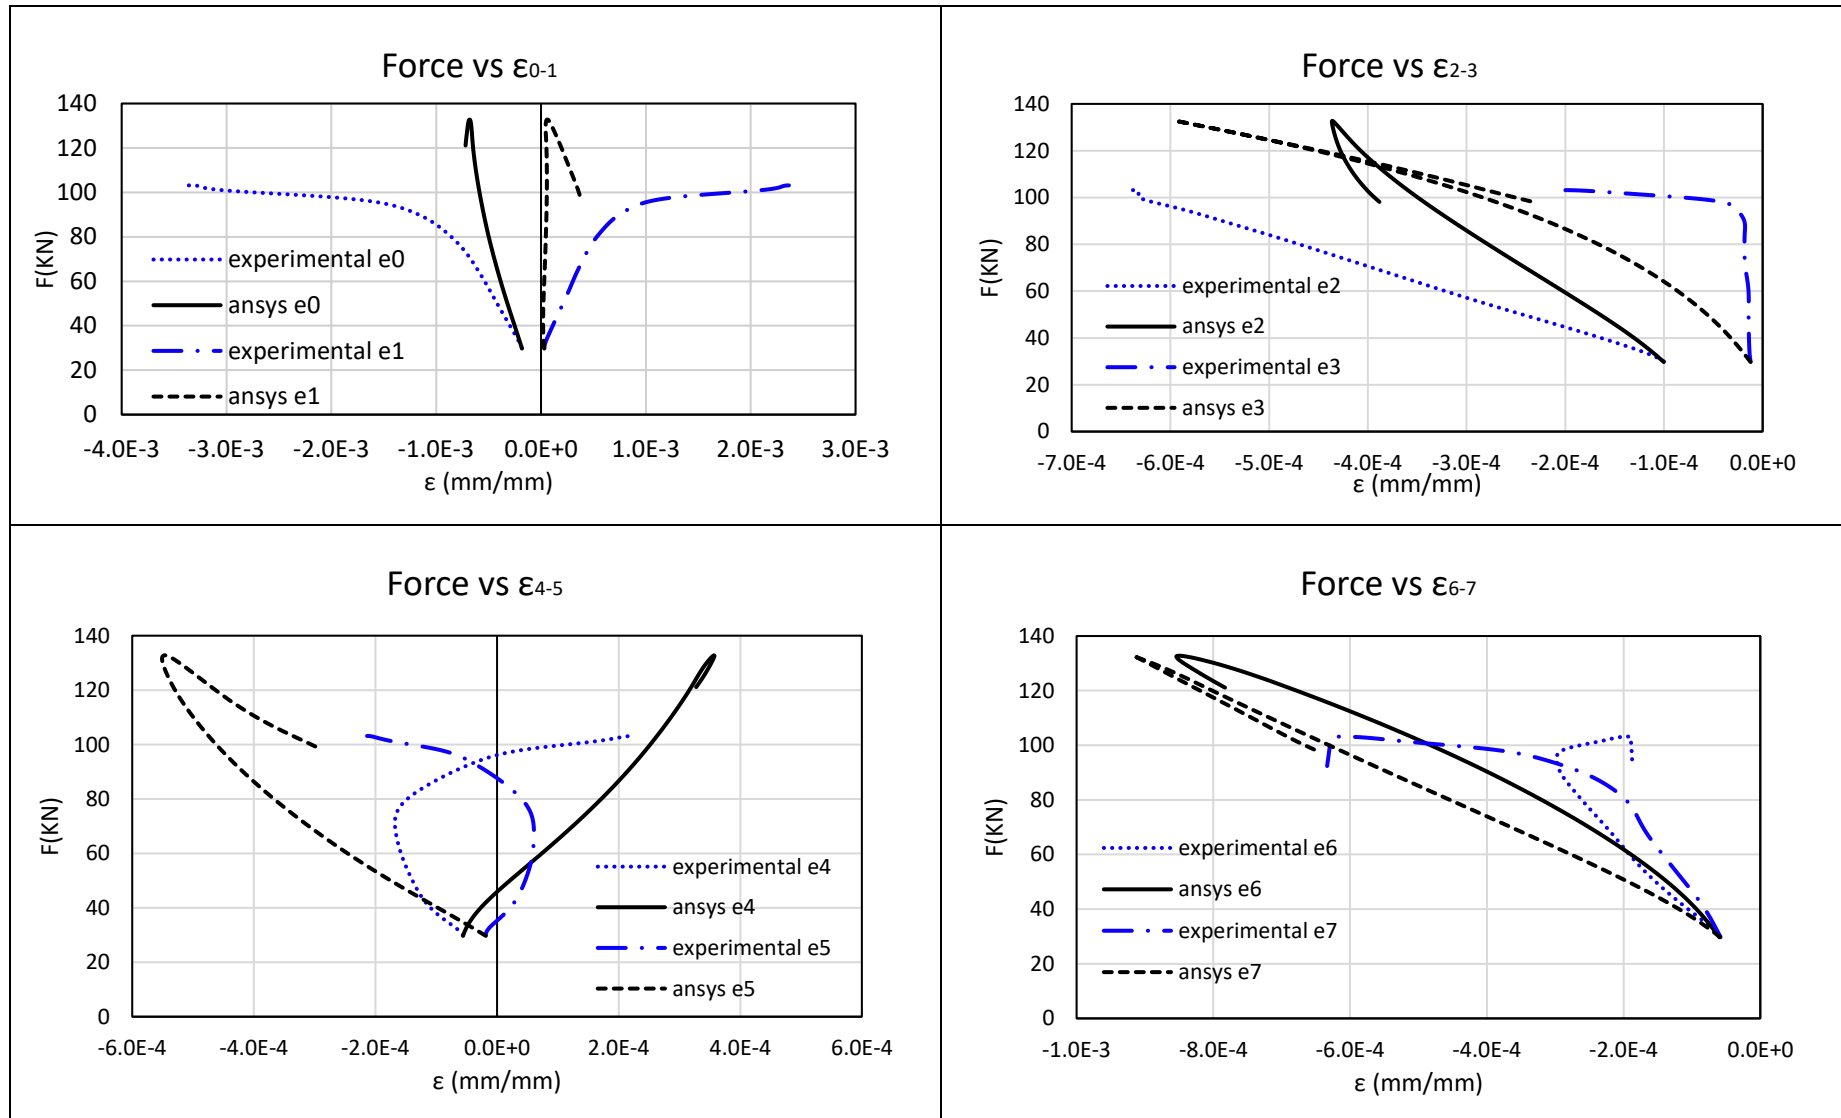 Force vs ε0-1
140
120
100
80
60
40
20
0
F(KN)
experimental e0
ansys e0
experimental e1
ansys e1
-4.0E-3 -3.0E-3 -2.0E-3 -1.0E-3 0.0E+0 1.0E-3 2.0E-3 3.0E-3
ε (mm/mm)
Force vs ε2-3
140
120
100
80
60
40
20
0
F(KN)
experimental e2
ansys e2
experimental e3
ansys e3
-7.0E-4 -6.0E-4 -5.0E-4 -4.0E-4 -3.0E-4 -2.0E-4 -1.0E-4 0.0E+0
ε (mm/mm)
Force vs ε4-5
140
120
100
80
60
40
20
0
F(KN)
experimental e4
ansys e4
experimental e5
ansys e5
-6.0E-4 -4.0E-4 -2.0E-4 0.0E+0 2.0E-4 4.0E-4 6.0E-4
ε (mm/mm)
Force vs ε6-7
140
120
100
80
60
40
20
0
F(KN)
experimental e6
ansys e6
experimental e7
ansys e7
-1.0E-3 -8.0E-4 -6.0E-4 -4.0E-4 -2.0E-4 0.0E+0
ε (mm/mm)